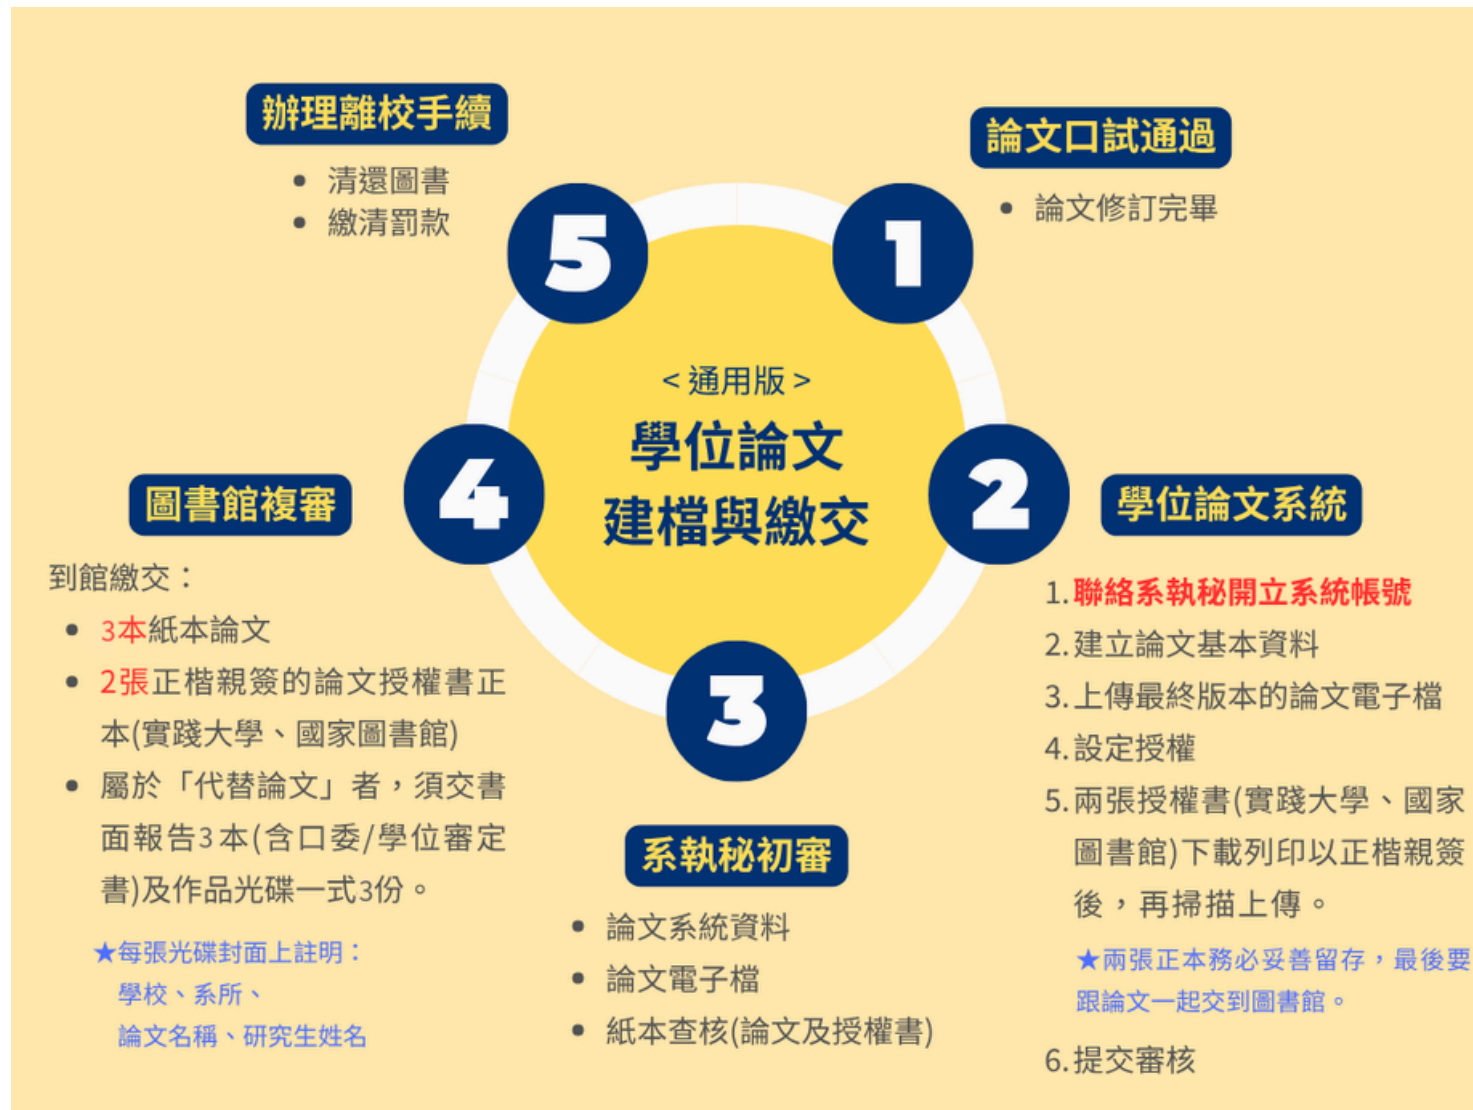 <通用版>
學位論文
建檔與繳交
1
論文口試通過
• 論文修訂完畢
2
學位論文系統
1.聯絡系執秘開立系統帳號
2.建立論文基本資料
3.上傳最終版本的論文電子檔
4.設定授權
5.兩張授權書(實踐大學、國家
圖書館)下載列印以正楷親簽
後，再掃描上傳。
★兩張正本務必妥善留存，最後要
跟論文一起交到圖書館。
6.提交審核
3
系執秘初審
• 論文系統資料
• 論文電子檔
• 紙本查核(論文及授權書)
4
圖書館複審
到館繳交：
• 3本紙本論文
• 2張正楷親簽的論文授權書正
本(實踐大學、國家圖書館)
• 屬於「代替論文」者，須交書
面報告3本(含口委/學位審定
書)及作品光碟一式3份。
★每張光碟封面上註明：
學校、系所、
論文名稱、研究生姓名
5
辦理離校手續
• 清還圖書
• 繳清罰款